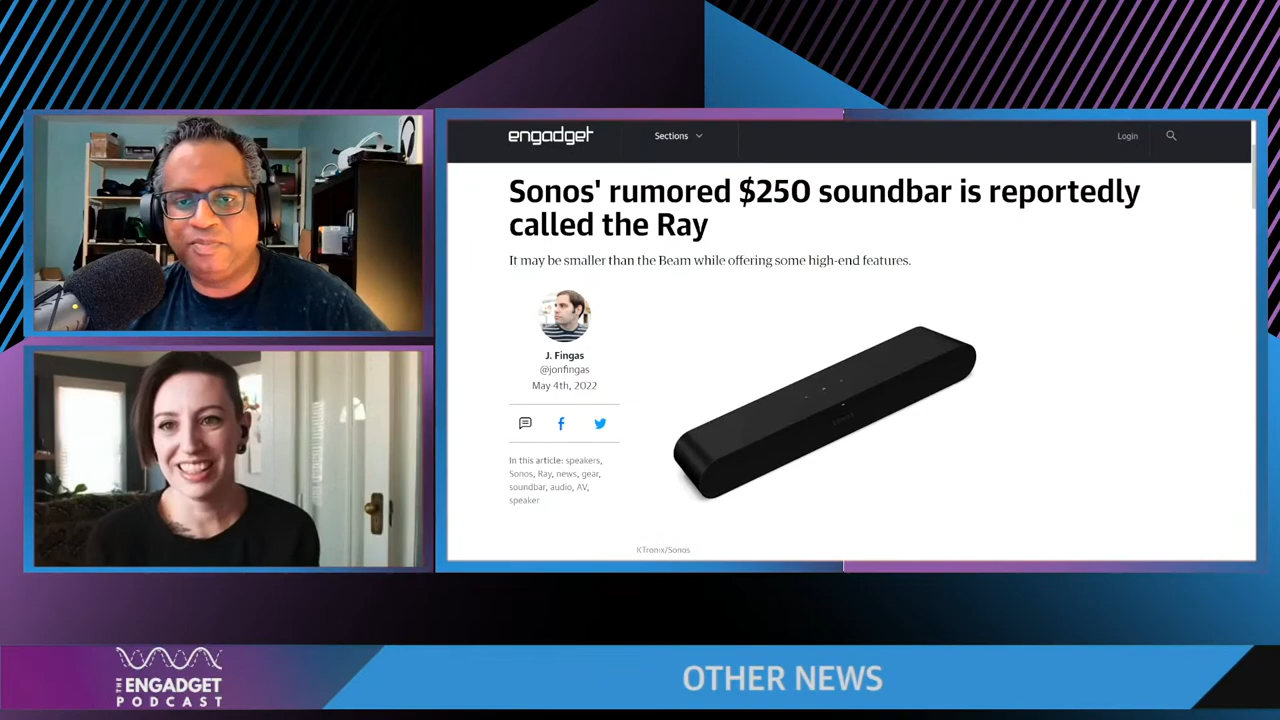 engadget
Sections
Login
Sonos' rumored $250 soundbar is reportedly
called the Ray
It may be smaller than the Beam while offering some high-end features.
J. Fingas
@jonfingas
May 4th, 2022
In this article: speakers,
Sonos, Ray, news, gear,
soundbar, audio, AV,
speaker
KTronix/Sonos
THE
ENGADGET
PODCAST
OTHER NEWS